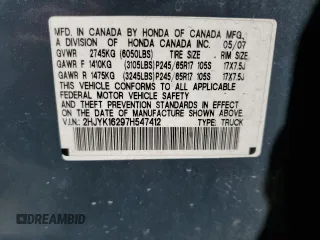 MFD. IN CANADA BY HONDA OF CANADA MFG.
A DIVISION OF HONDA CANADA INC. 05/07
GVWR 2745KG (6050LBS) TIRE SIZE RIM SIZE
GAWR F 1410KG (3105LBS) P245/65R17 105S 17X7.5J
GAWR R 1475KG (3245LBS) P245/65R17 105S 17X7.5J
THIS VEHICLE CONFORMS TO ALL APPLICABLE
FEDERAL MOTOR VEHICLE SAFETY STANDARDS
IN EFFECT ON THE DATE OF MANUFACTURE
SHOWN ABOVE.
V.I.N.: 2HJYK16297H547412 TYPE: TRUCK
© DREAMBID